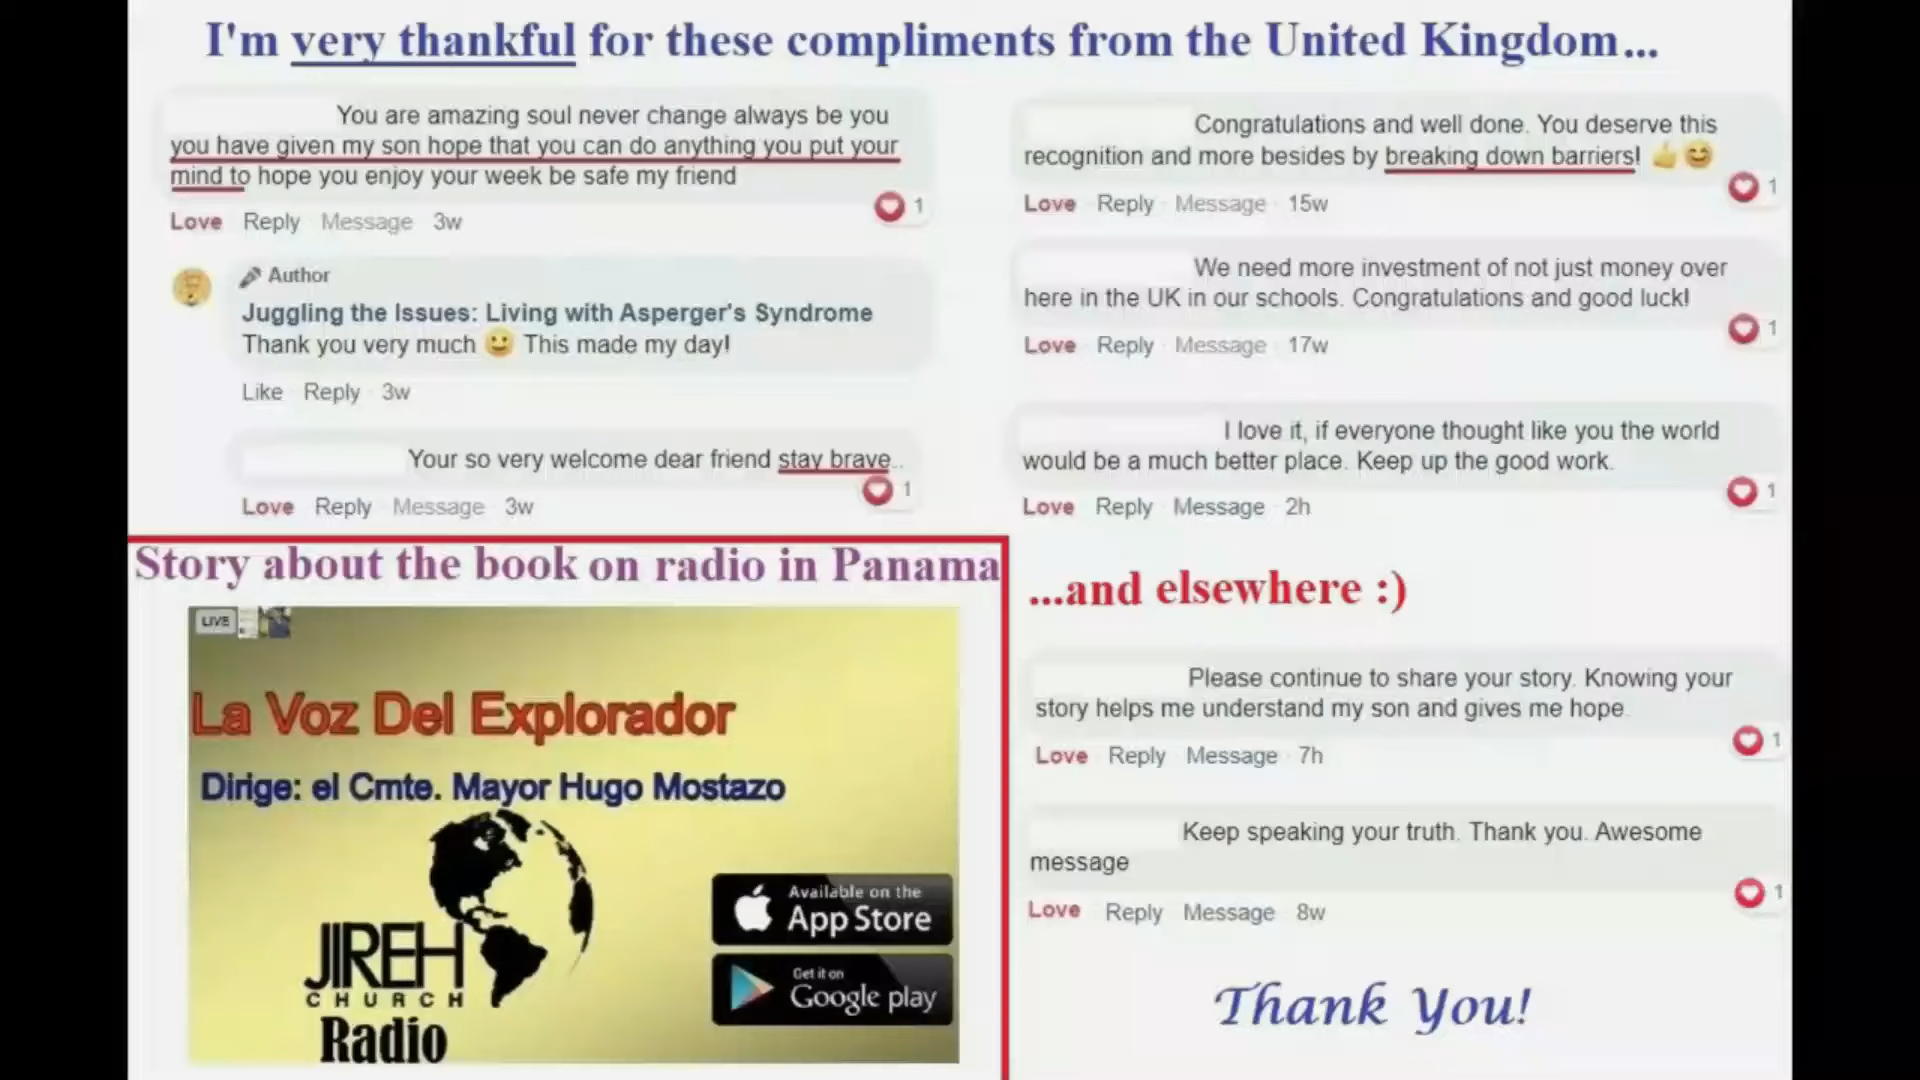 I'm very thankful for these compliments from the United Kingdom...
You are amazing soul never change always be you
you have given my son hope that you can do anything you put your
mind to hope you enjoy your week be safe my friend
1
Love Reply Message 3w
Author
Juggling the Issues: Living with Asperger's Syndrome
Thank you very much 😀 This made my day!
Like Reply 3w
Your so very welcome dear friend stay brave..
1
Love Reply Message 3w
Congratulations and well done. You deserve this
recognition and more besides by breaking down barriers! 👍😊
1
Love Reply Message 15w
We need more investment of not just money over
here in the UK in our schools. Congratulations and good luck!
1
Love Reply Message 17w
I love it, if everyone thought like you the world
would be a much better place. Keep up the good work.
1
Love Reply Message 2h
Story about the book on radio in Panama
LIVE
La Voz Del Explorador
Dirige: el Cmte. Mayor Hugo Mostazo
JIREH
CHURCH
Radio
Available on the
App Store
Get it on
Google play
...and elsewhere :)
Please continue to share your story. Knowing your
story helps me understand my son and gives me hope.
1
Love Reply Message 7h
Keep speaking your truth. Thank you. Awesome
message
1
Love Reply Message 8w
Thank You!